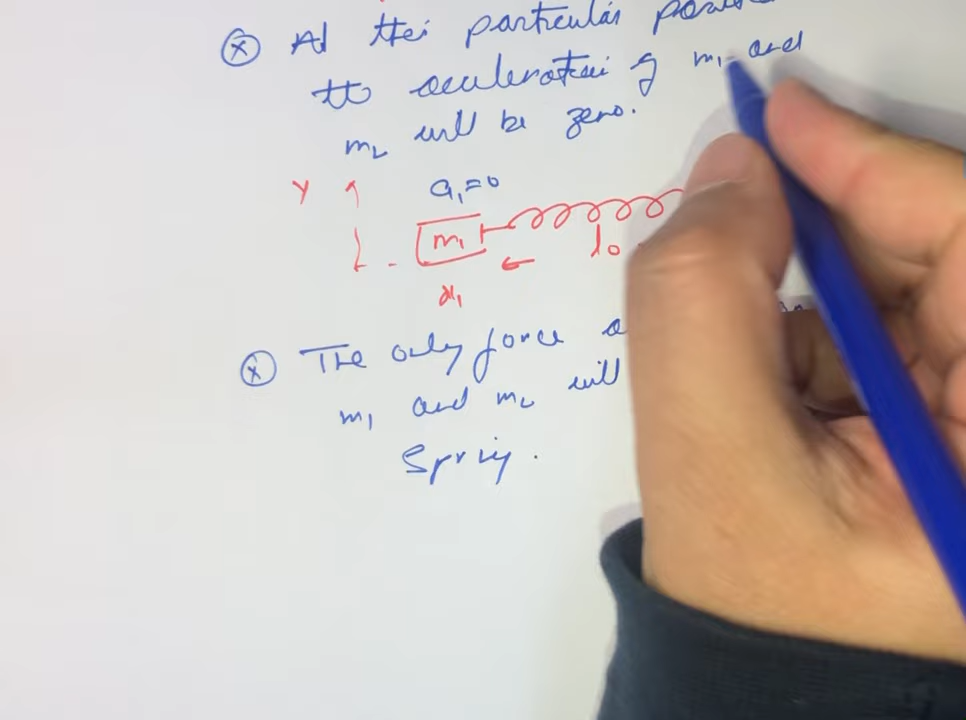 (x) At this particular
the acceleration of m₁ and
m₂ will be zero.
Y a₁=0
m₁ l₀
x₁
(x) The only force
m₁ and m₂ will
Spring.